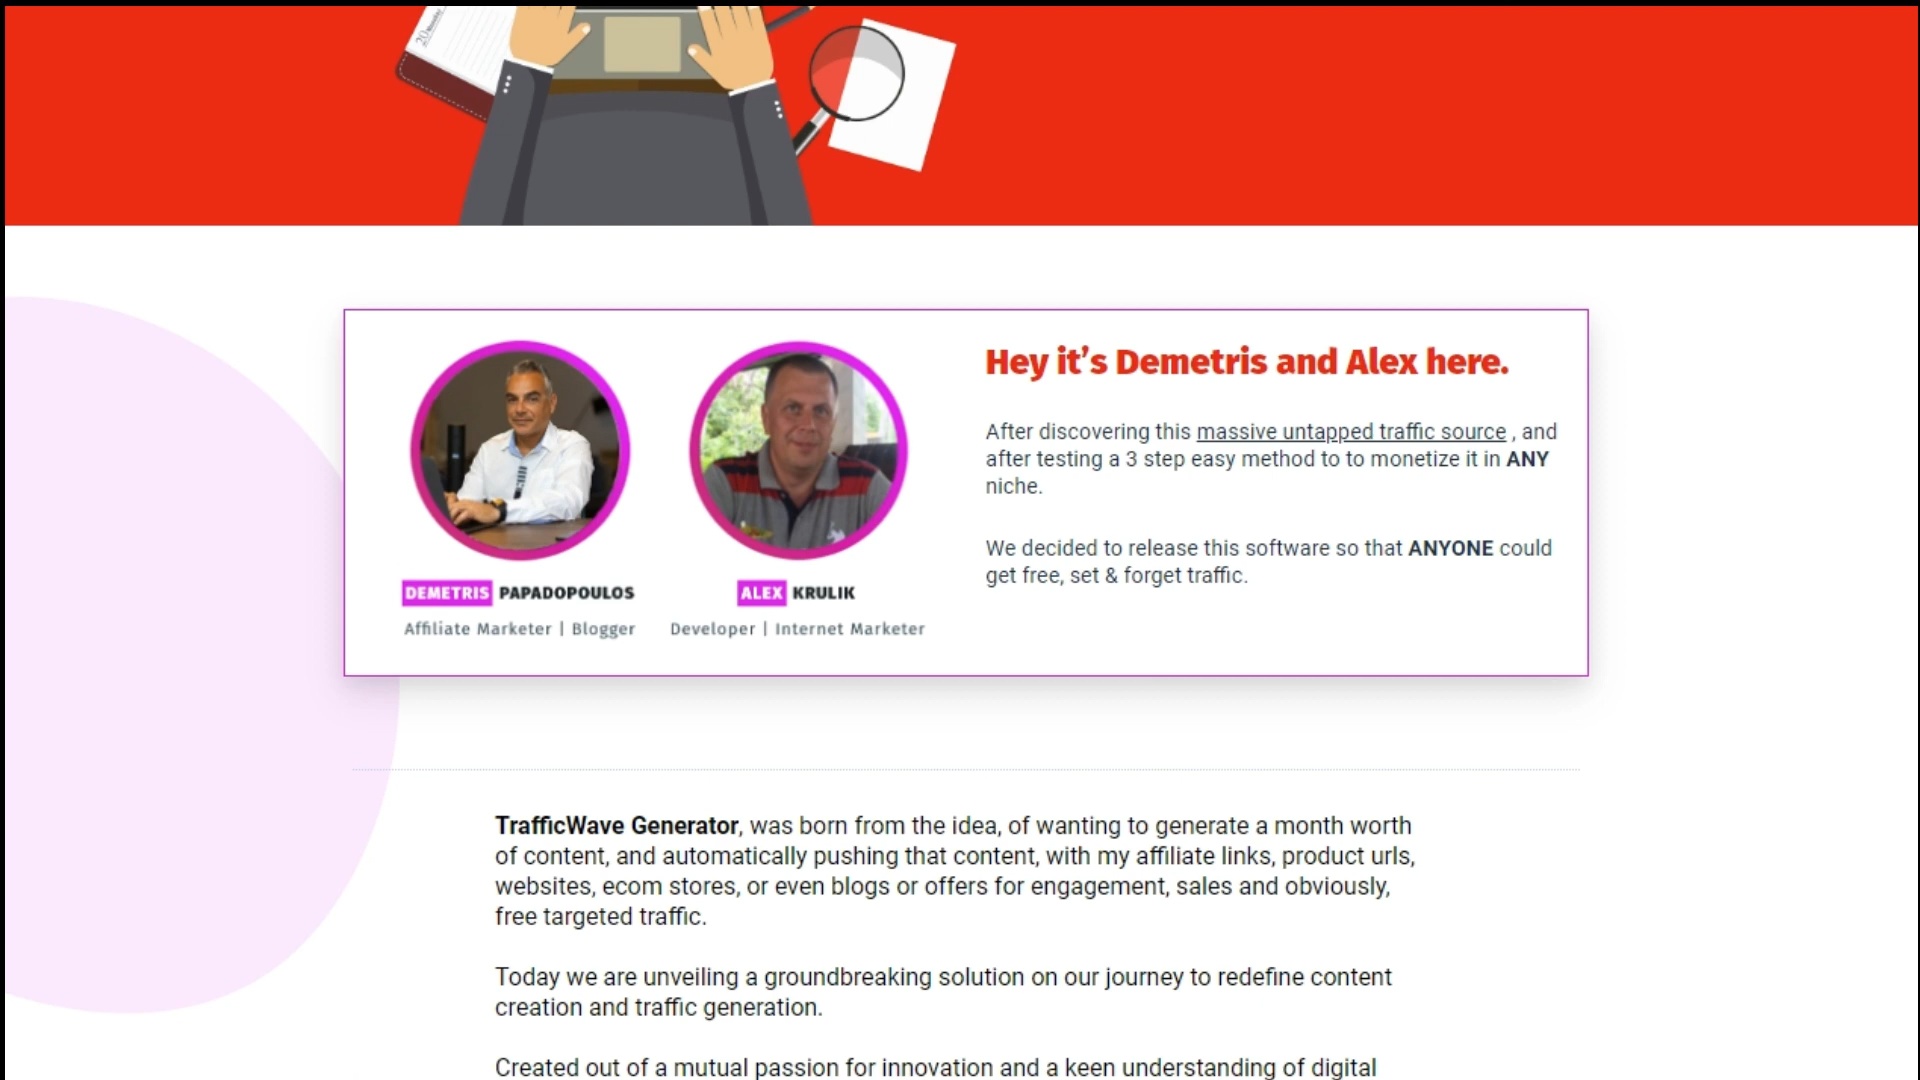 20
Hey it’s Demetris and Alex here.
After discovering this massive untapped traffic source , and
after testing a 3 step easy method to to monetize it in ANY
niche.
We decided to release this software so that ANYONE could
get free, set & forget traffic.
DEMETRIS PAPADOPOULOS
Affiliate Marketer | Blogger
ALEX KRULIK
Developer | Internet Marketer
TrafficWave Generator, was born from the idea, of wanting to generate a month worth
of content, and automatically pushing that content, with my affiliate links, product urls,
websites, ecom stores, or even blogs or offers for engagement, sales and obviously,
free targeted traffic.
Today we are unveiling a groundbreaking solution on our journey to redefine content
creation and traffic generation.
Created out of a mutual passion for innovation and a keen understanding of digital